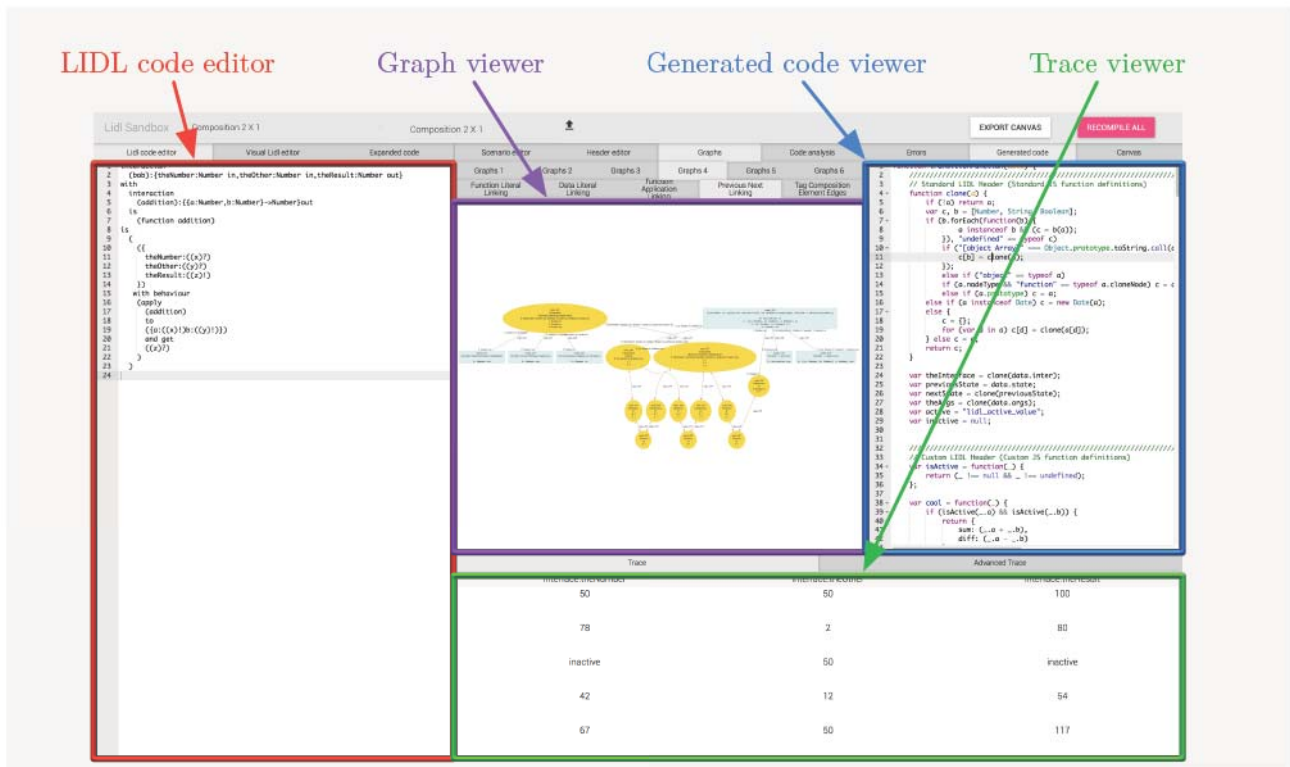 LIDL code editor
Graph viewer
Generated code viewer
Trace viewer
Lidl Sandbox
Composition 2 X 1
Composition 2 X 1
EXPORT CANVAS
RECOMPILE ALL
Lidl code editor
Visual Lidl editor
Expanded code
Scenario editor
Header editor
Graphs
Code analysis
Errors
Generated code
Canvas
Graphs 1
Graphs 2
Graphs 3
Graphs 4
Graphs 5
Graphs 6
Function Literal Linking
Data Literal Linking
Function Application Linking
Previous Next Linking
Tag Composition Element Edges
2 (bob):{theNumber:Number in,theOther:Number in,theResult:Number out}
3 with
4 interaction
5 (addition):{{a:Number,b:Number}->Number}out
6 is
7 (function addition)
8 is
9 (
10 ({
11 theNumber:((x)?)
12 theOther:((y)?)
13 theResult:((z)!)
14 })
15 with behaviour
16 (apply
17 (addition)
18 to
19 ({a:((x)!)b:((y)!)})
20 and get
21 ((z)?)
22 )
23 )
24
2 ////////////////////////////////////////////////////////////
3 // Standard LIDL Header (Standard JS function definitions)
4 function clone(a) {
5 if (!a) return a;
6 var c, b = [Number, String, Boolean];
7 if (b.forEach(function(b) {
8 a instanceof b && (c = b(a));
9 }), "undefined" == typeof c)
10 if ("[object Array]" === Object.prototype.toString.call(
11 c[b] = clone(
12 });
13 else if ("object" == typeof a)
14 if (a.nodeType && "function" == typeof a.cloneNode) c =
15 else if (a.prototype) c = a;
16 else if (a instanceof Date) c = new Date(a);
17 else {
18 c = {};
19 for (var d in a) c[d] = clone(a[d]);
20 } else c = a;
21 return c;
22 }
23
24 var theInterface = clone(data.inter);
25 var previousState = data.state;
26 var nextState = clone(previousState);
27 var theArgs = clone(data.args);
28 var active = "lidl_active_value";
29 var inactive = null;
30
31
32 ////////////////////////////////////////////////////////////
33 // Custom LIDL Header (Custom JS function definitions)
34 var isActive = function(_) {
35 return (_ !== null && _ !== undefined);
36 };
37
38 var cool = function(_) {
39 if (isActive(_.a) && isActive(_.b)) {
40 return {
41 sum: (_.a + _.b),
42 diff: (_.a - _.b)
Trace
Advanced Trace
interface.theNumber
interface.theOther
interface.theResult
50 50 100
78 2 80
inactive 50 inactive
42 12 54
67 50 117